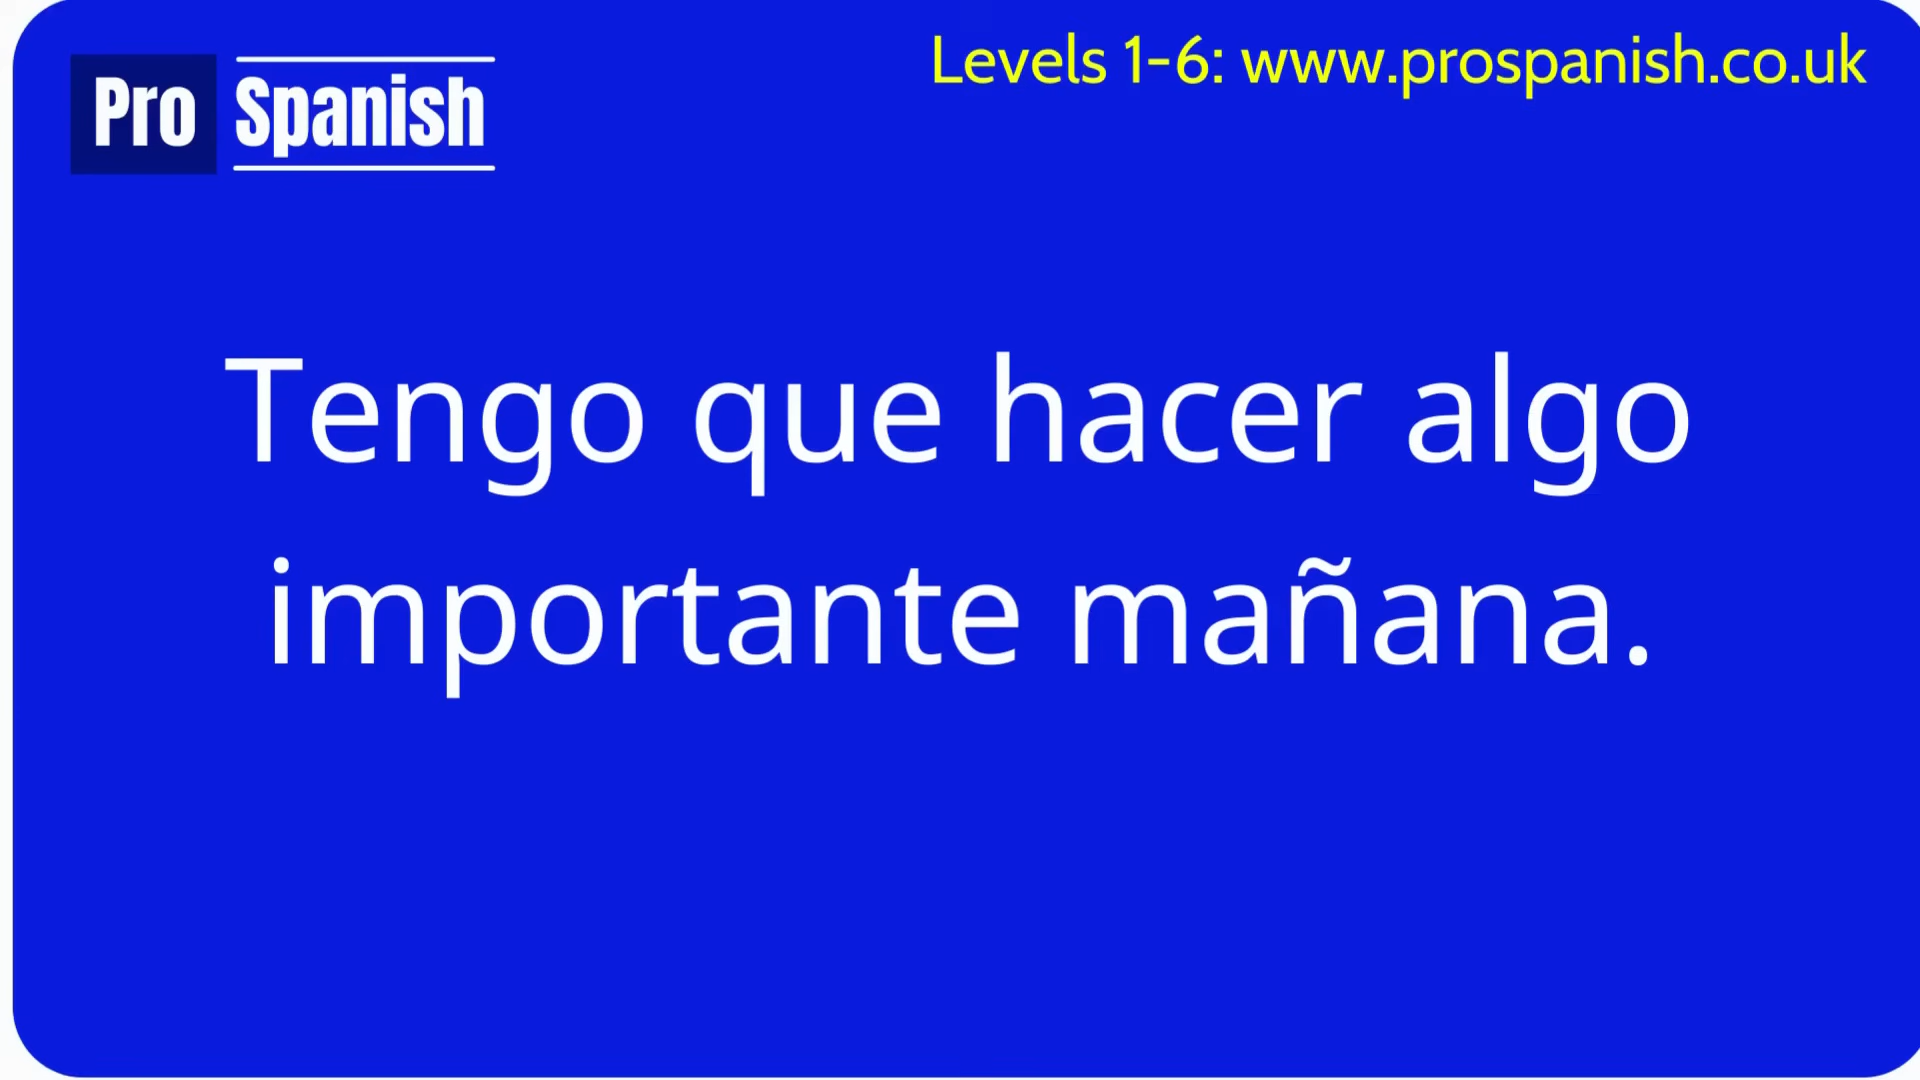 Pro Spanish
Levels 1-6: www.prospanish.co.uk
Tengo que hacer algo
importante mañana.